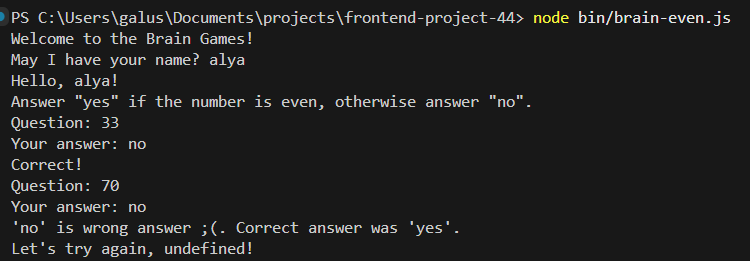 PS C:\Users\galus\Documents\projects\frontend-project-44> node bin/brain-even.js
Welcome to the Brain Games!
May I have your name? alya
Hello, alya!
Answer "yes" if the number is even, otherwise answer "no".
Question: 33
Your answer: no
Correct!
Question: 70
Your answer: no
'no' is wrong answer ;(. Correct answer was 'yes'.
Let's try again, undefined!